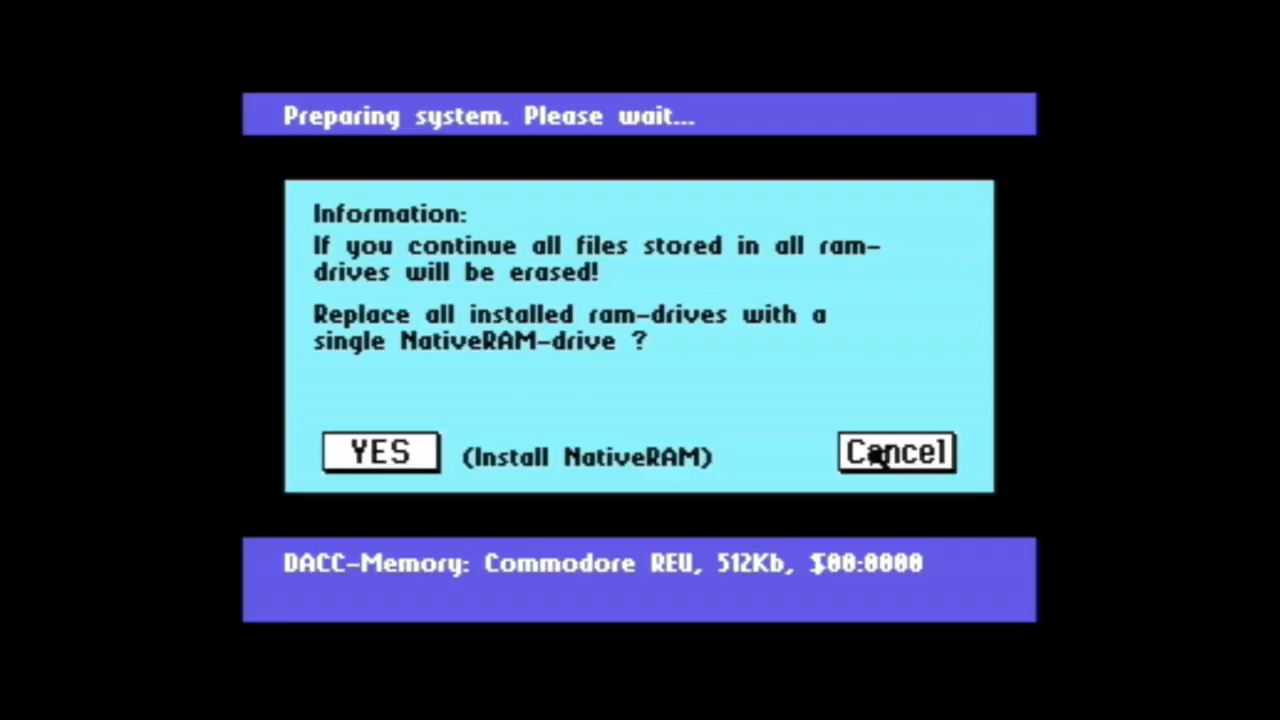 Preparing system. Please wait...
Information:
If you continue all files stored in all ram-
drives will be erased!
Replace all installed ram-drives with a
single NativeRAM-drive ?
YES (Install NativeRAM) Cancel
DACC-Memory: Commodore REU, 512Kb, $00:0000